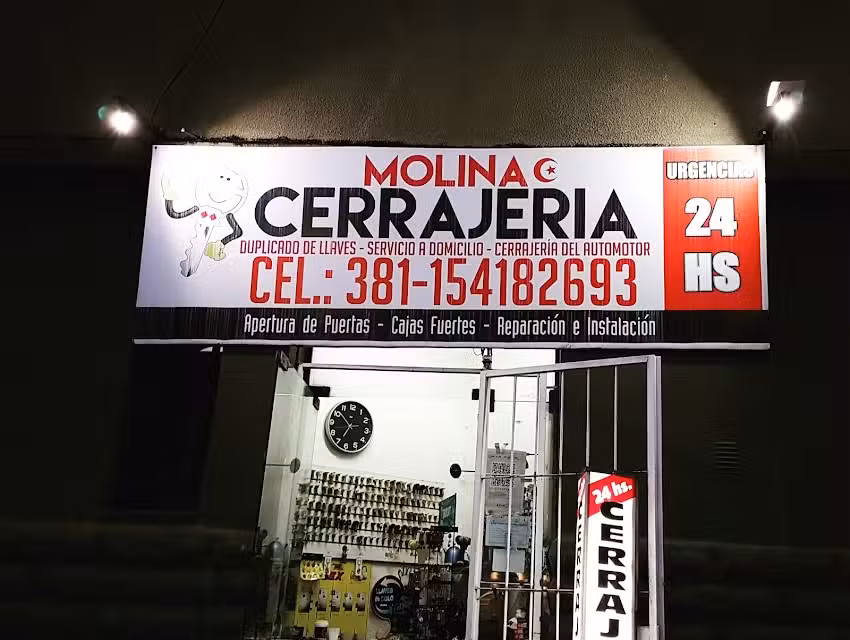 MOLINA
CERRAJERIA
DUPLICADO DE LLAVES - SERVICIO A DOMICILIO - CERRAJERÍA DEL AUTOMOTOR
CEL.: 381-154182693
Apertura de Puertas - Cajas Fuertes - Reparación e Instalación
URGENCIAS
24
HS
24 hs.
CERRAJ